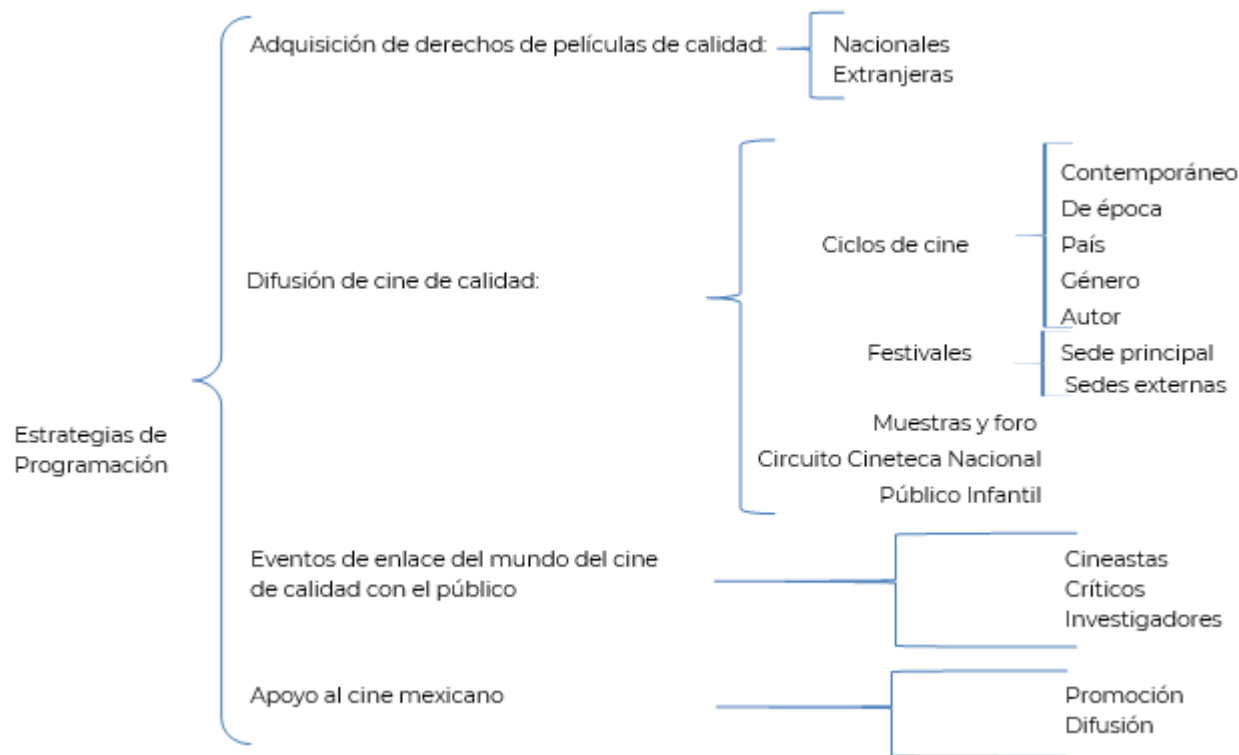 Adquisición de derechos de películas de calidad:
Nacionales
Extranjeras
Difusión de cine de calidad:
Ciclos de cine
Contemporáneo
De época
País
Género
Autor
Festivales
Sede principal
Sedes externas
Muestras y foro
Circuito Cineteca Nacional
Público Infantil
Estrategias de
Programación
Eventos de enlace del mundo del cine
de calidad con el público
Cineastas
Críticos
Investigadores
Apoyo al cine mexicano
Promoción
Difusión